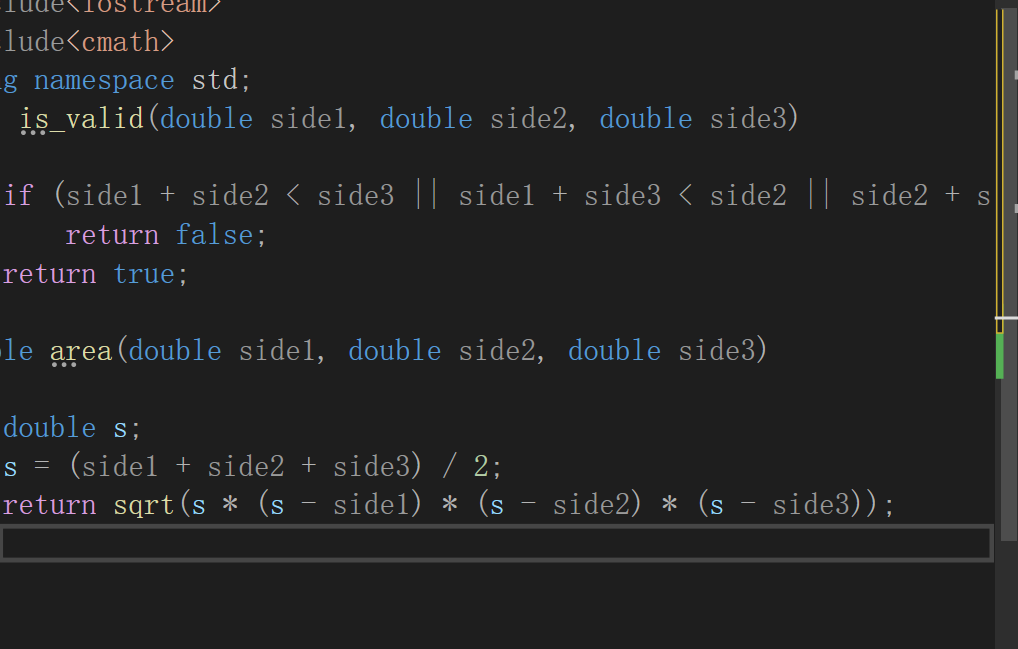 lude<iostream>
lude<cmath>
g namespace std;
is_valid(double side1, double side2, double side3)
if (side1 + side2 < side3 || side1 + side3 < side2 || side2 + s
return false;
return true;
le area(double side1, double side2, double side3)
double s;
s = (side1 + side2 + side3) / 2;
return sqrt(s * (s - side1) * (s - side2) * (s - side3));